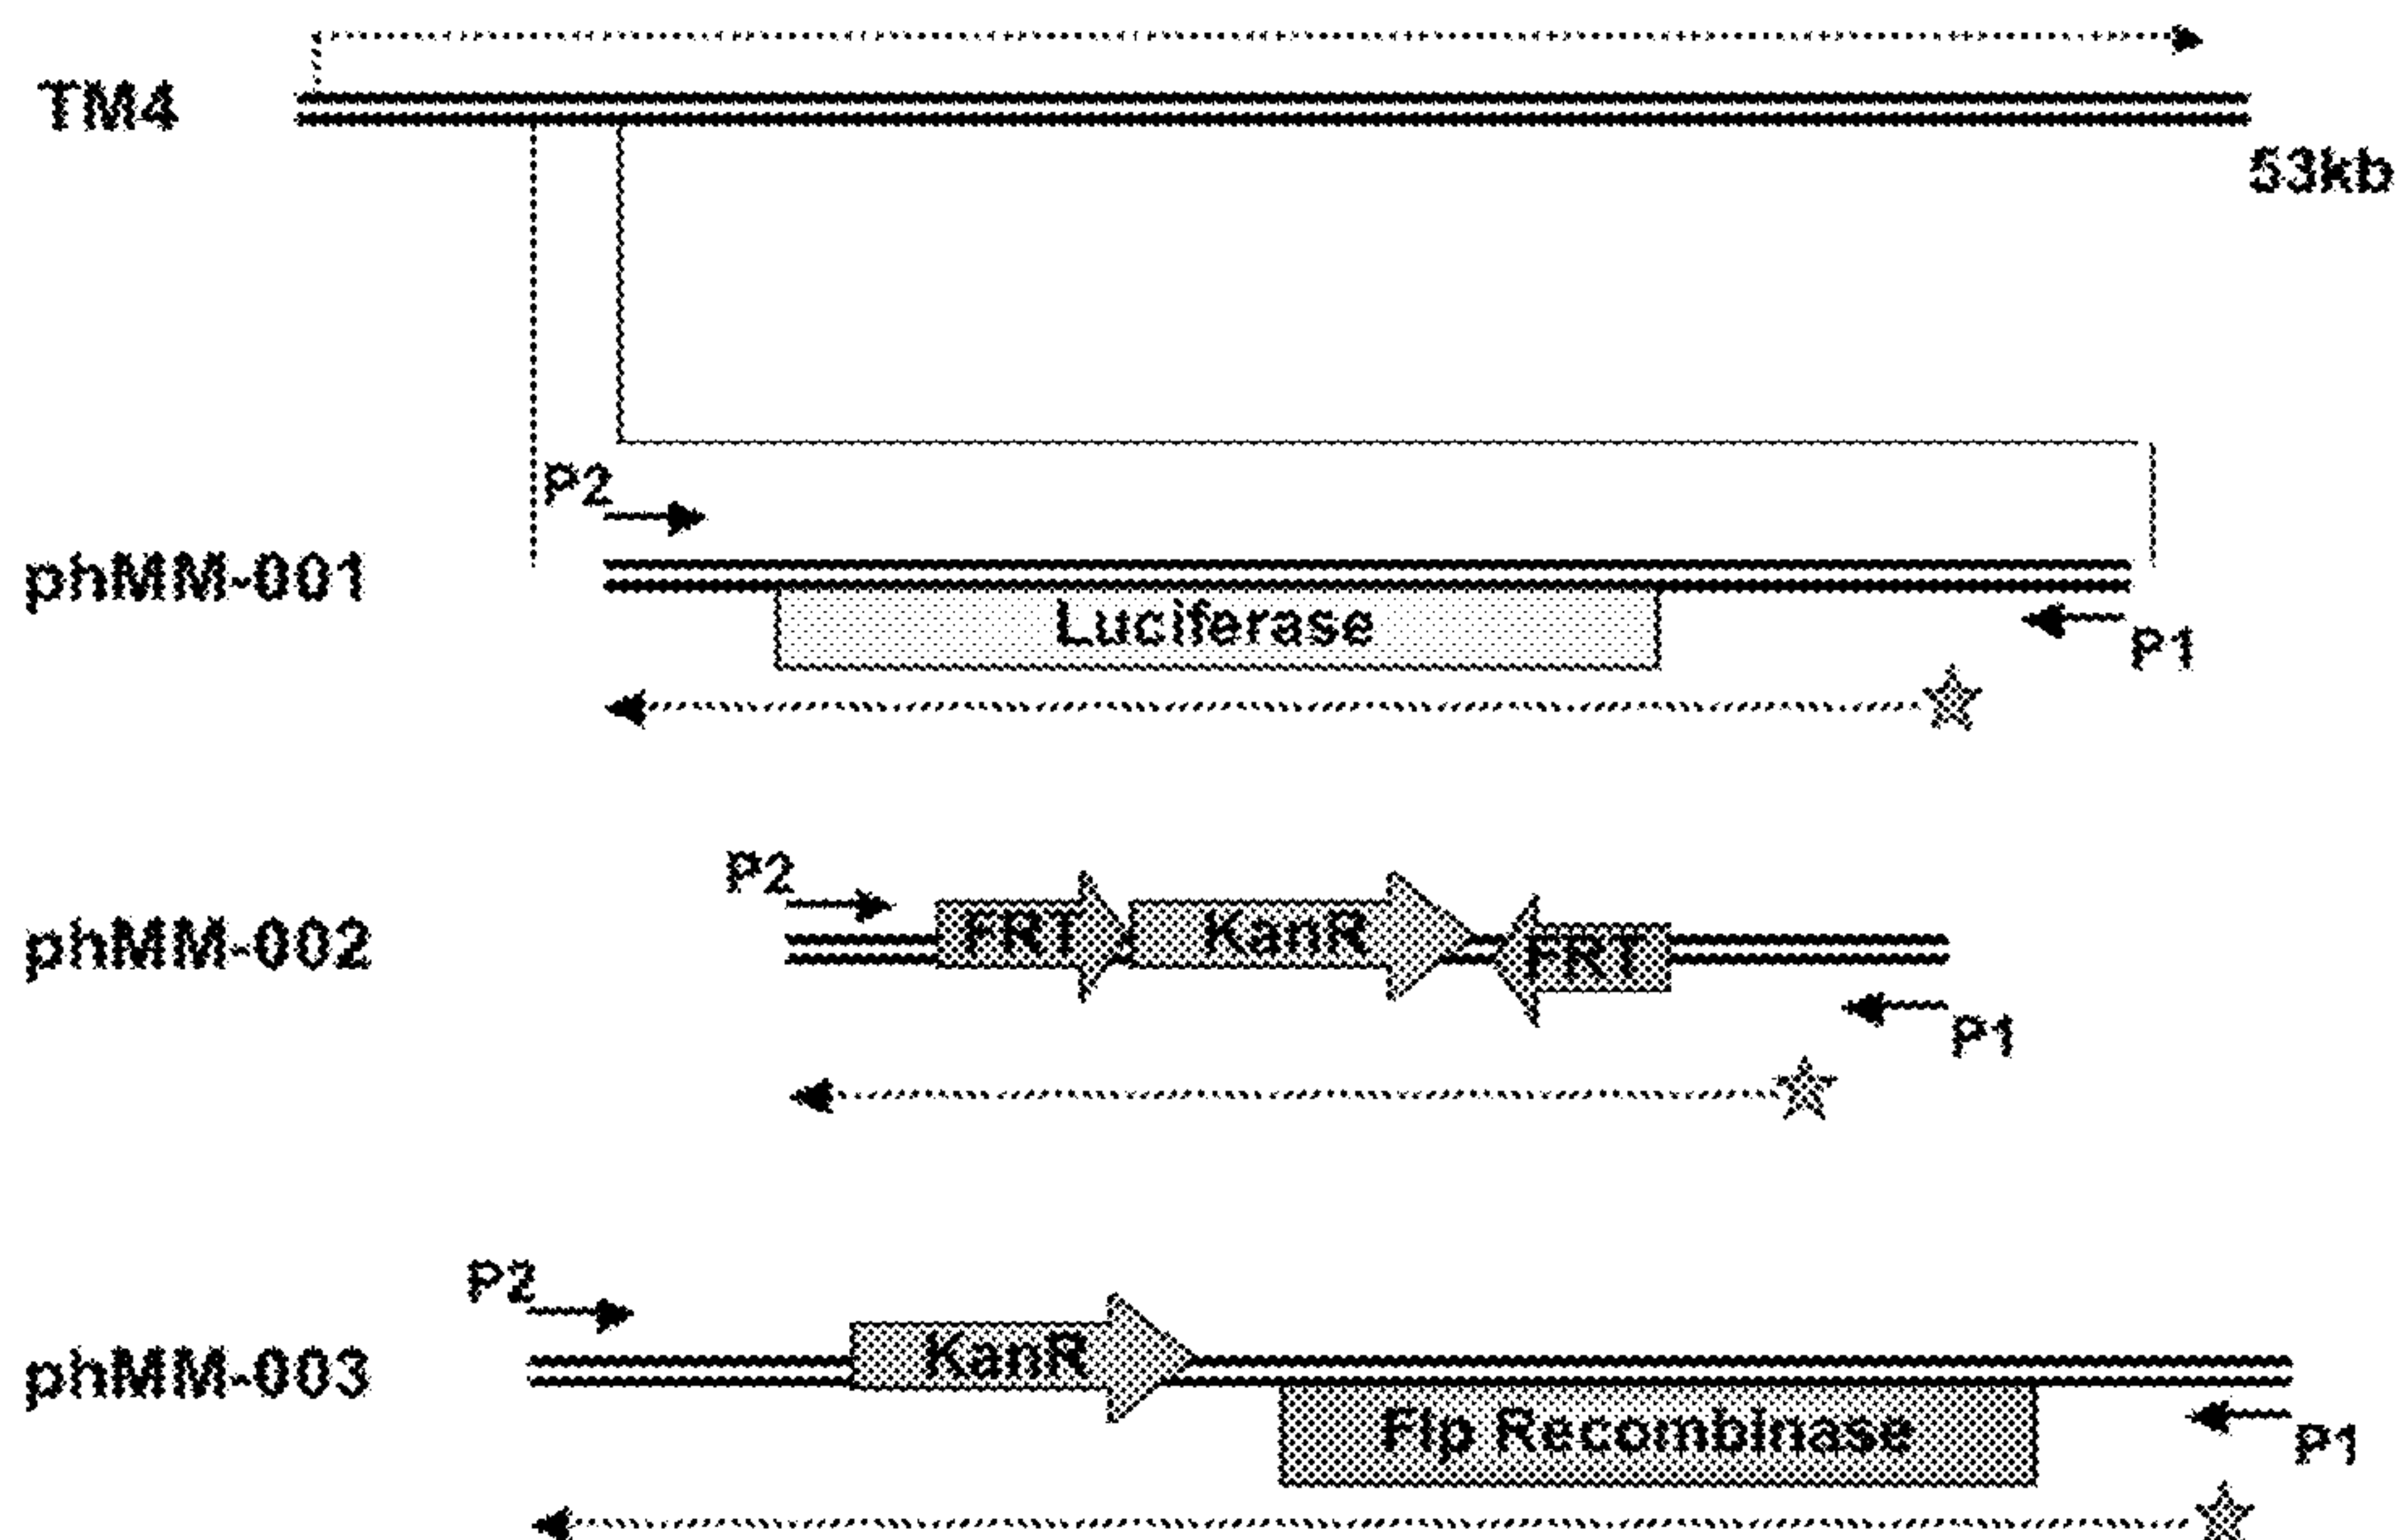 TM4
53kb
P2
phMM-001
Luciferase
P1
P2
phMM-002
FRT KanR FRT
P1
P2
phMM-003
KanR
Flp Recombinase
P1